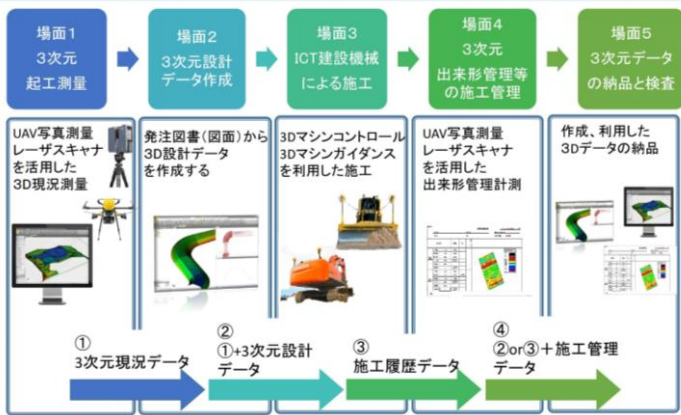 場面1
3次元
起工測量
場面2
3次元設計
データ作成
場面3
ICT建設機械
による施工
場面4
3次元
出来形管理等
の施工管理
場面5
3次元データ
の納品と検査
UAV写真測量
レーザスキャナ
を活用した
3D現況測量
発注図書(図面)から
3D設計データ
を作成する
3Dマシンコントロール
3Dマシンガイダンス
を利用した施工
UAV写真測量
レーザスキャナ
を活用した
出来形管理計測
作成、利用した
3Dデータの納品
①
3次元現況データ
②
①+3次元設計
データ
③
施工履歴データ
④
②or③+施工管理
データ